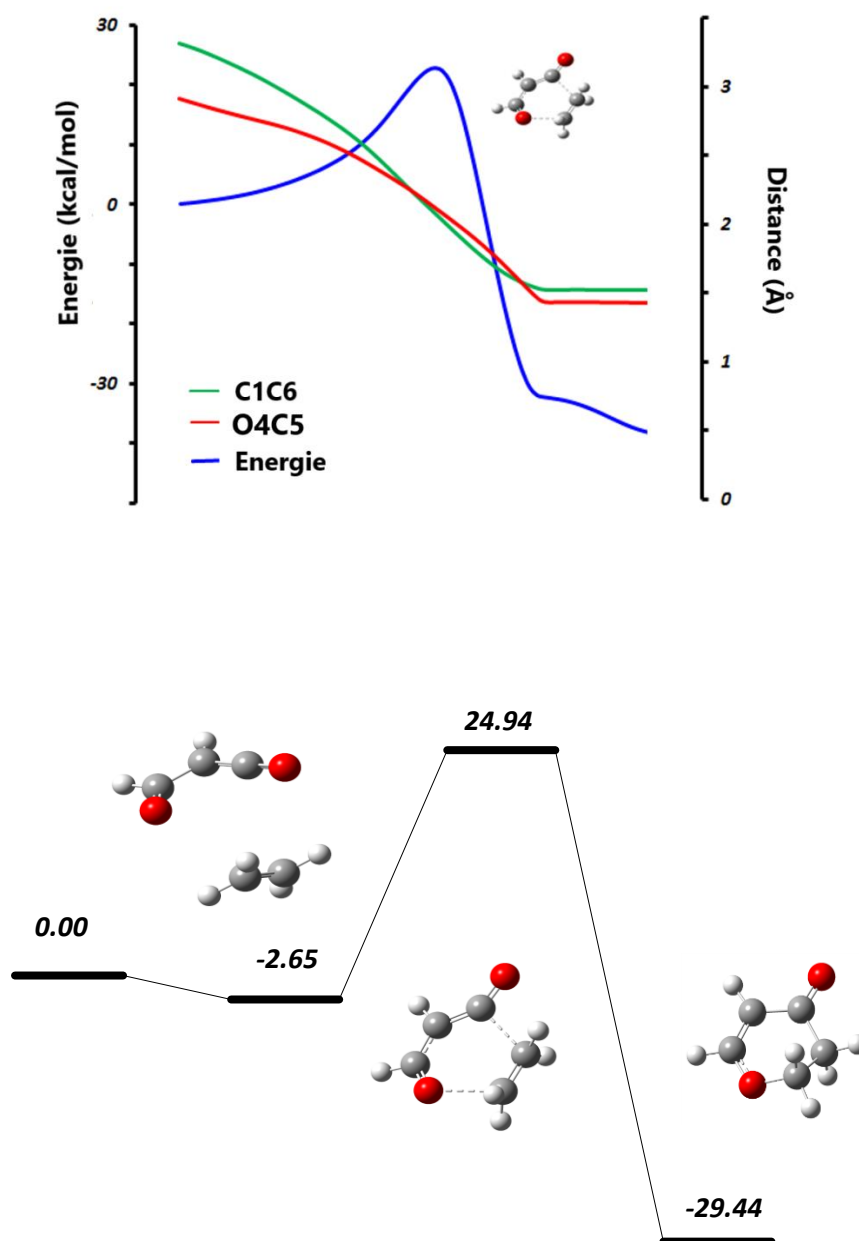 30
0
-30
Energie (kcal/mol)
3
2
1
0
Distance (Å)
C1C6
O4C5
Energie
24.94
0.00
-2.65
-29.44